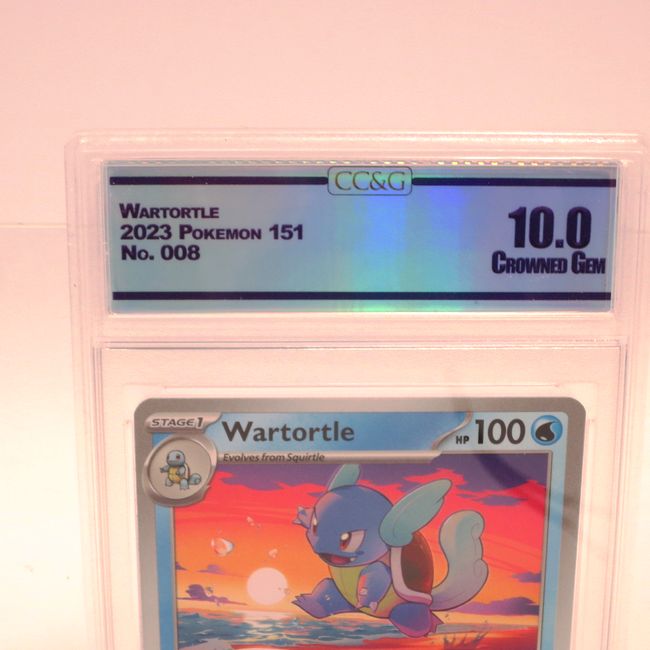 CC&G
WARTORTLE
2023 POKEMON 151
NO. 008
10.0
CROWNED GEM
STAGE 1
Wartortle
HP 100
Evolves from Squirtle